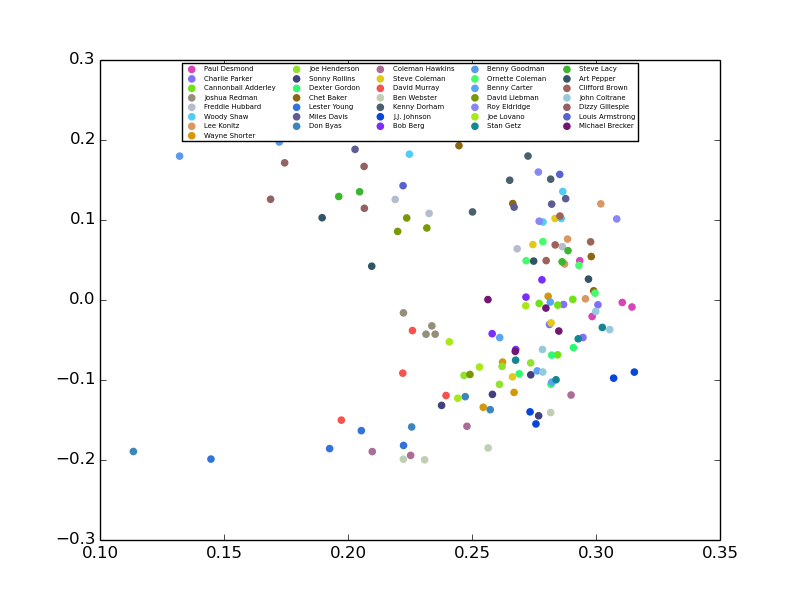 0.3
Paul Desmond Joe Henderson Coleman Hawkins Benny Goodman Steve Lacy
Charlie Parker Sonny Rollins Steve Coleman Ornette Coleman Art Pepper
Cannonball Adderley Dexter Gordon David Murray Benny Carter Clifford Brown
Joshua Redman Chet Baker Ben Webster David Liebman John Coltrane
Freddie Hubbard Lester Young Kenny Dorham Roy Eldridge Dizzy Gillespie
Woody Shaw Miles Davis J.J. Johnson Joe Lovano Louis Armstrong
Lee Konitz Don Byas Bob Berg Stan Getz Michael Brecker
Wayne Shorter
0.2
0.1
0.0
−0.1
−0.2
−0.3
0.10 0.15 0.20 0.25 0.30 0.35